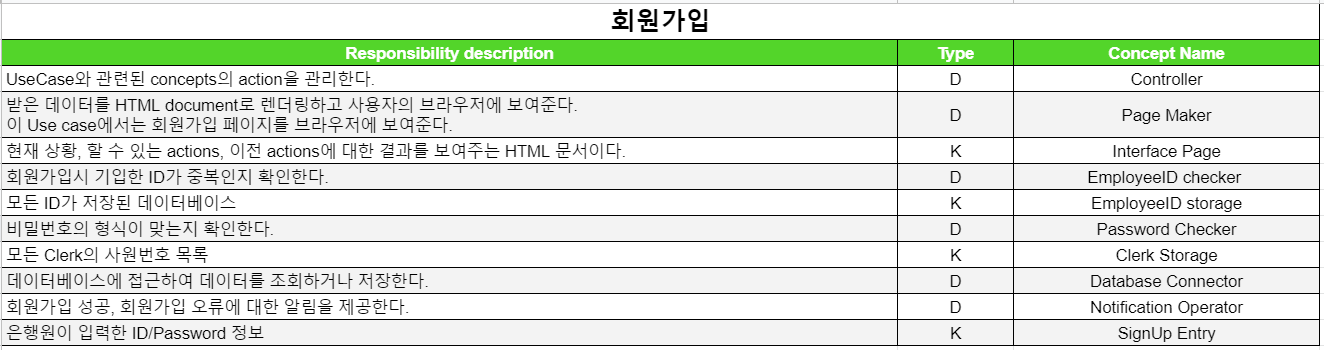 회원가입
Responsibility description Type Concept Name
UseCase와 관련된 concepts의 action을 관리한다. D Controller
받은 데이터를 HTML document로 렌더링하고 사용자의 브라우저에 보여준다.
이 Use case에서는 회원가입 페이지를 브라우저에 보여준다. D Page Maker
현재 상황, 할 수 있는 actions, 이전 actions에 대한 결과를 보여주는 HTML 문서이다. K Interface Page
회원가입시 기입한 ID가 중복인지 확인한다. D EmployeeID checker
모든 ID가 저장된 데이터베이스 K EmployeeID storage
비밀번호의 형식이 맞는지 확인한다. D Password Checker
모든 Clerk의 사원번호 목록 K Clerk Storage
데이터베이스에 접근하여 데이터를 조회하거나 저장한다. D Database Connector
회원가입 성공, 회원가입 오류에 대한 알림을 제공한다. D Notification Operator
은행원이 입력한 ID/Password 정보 K SignUp Entry